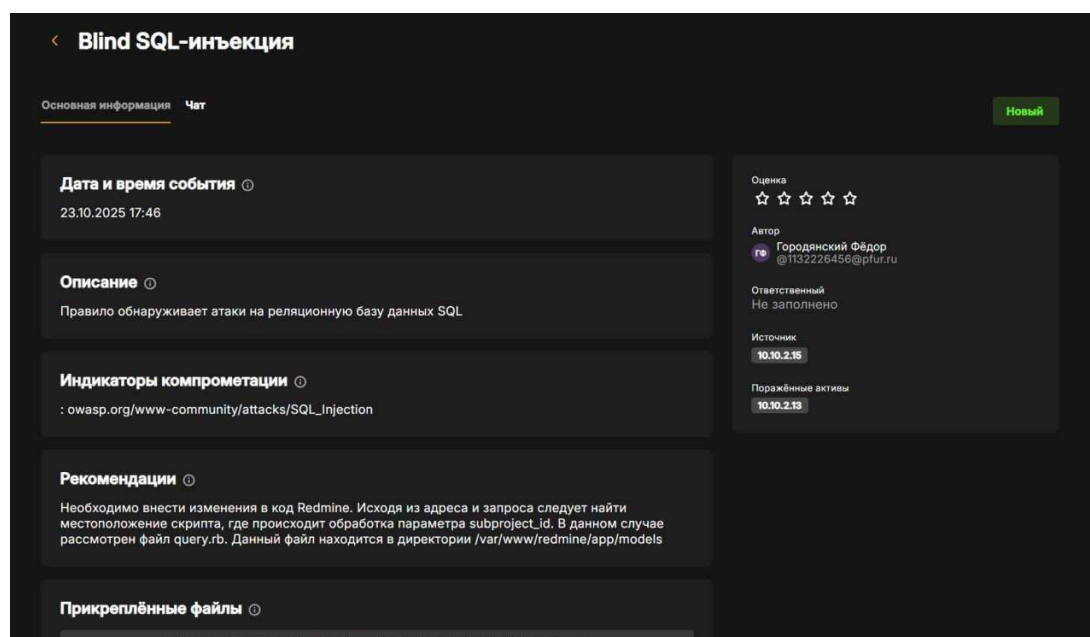 Blind SQL-инъекция
Основная информация
Чат
Новый
Дата и время события
23.10.2025 17:46
Описание
Правило обнаруживает атаки на реляционную базу данных SQL
Индикаторы компрометации
: owasp.org/www-community/attacks/SQL_Injection
Рекомендации
Необходимо внести изменения в код Redmine. Исходя из адреса и запроса следует найти
местоположение скрипта, где происходит обработка параметра subproject_id. В данном случае
рассмотрен файл query.rb. Данный файл находится в директории /var/www/redmine/app/models
Прикреплённые файлы
Оценка
Автор
ГФ
Городянский Фёдор
@1132226456@pfur.ru
Ответственный
Не заполнено
Источник
10.10.2.15
Поражённые активы
10.10.2.13